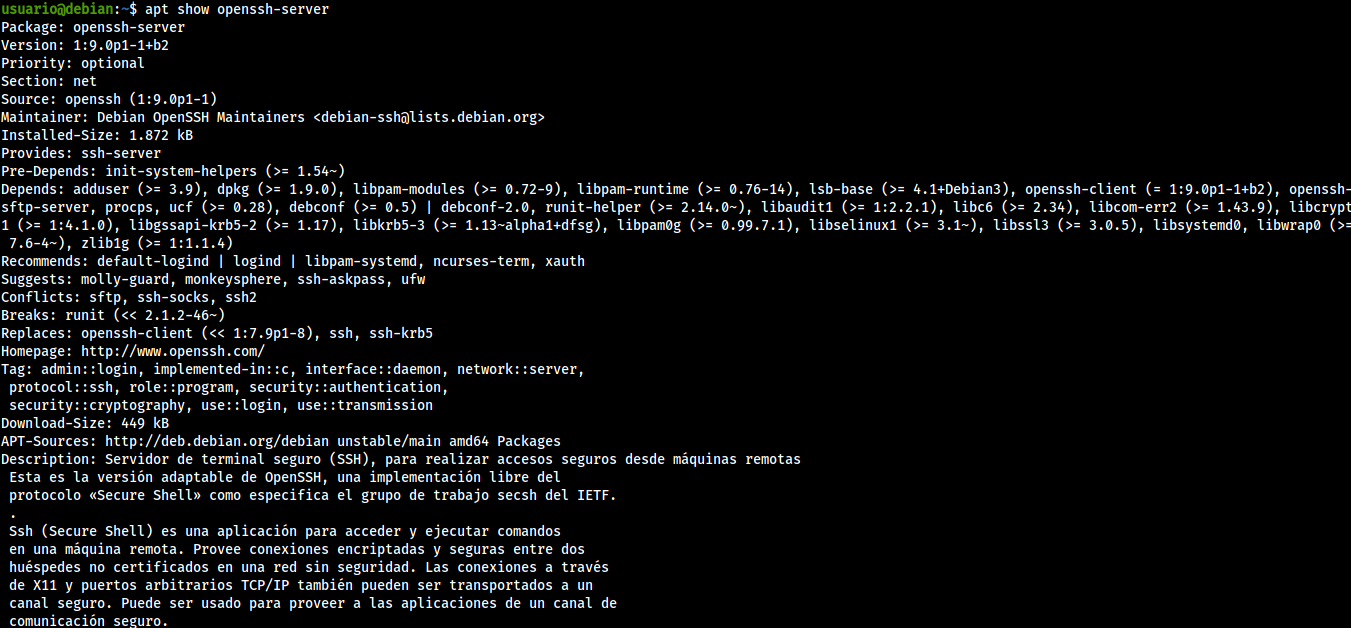 usuario@debian:~$ apt show openssh-server
Package: openssh-server
Version: 1:9.0p1-1+b2
Priority: optional
Section: net
Source: openssh (1:9.0p1-1)
Maintainer: Debian OpenSSH Maintainers <debian-ssh@lists.debian.org>
Installed-Size: 1.872 kB
Provides: ssh-server
Pre-Depends: init-system-helpers (>= 1.54~)
Depends: adduser (>= 3.9), dpkg (>= 1.9.0), libpam-modules (>= 0.72-9), libpam-runtime (>= 0.76-14), lsb-base (>= 4.1+Debian3), openssh-client (= 1:9.0p1-1+b2), openssh-
sftp-server, procps, ucf (>= 0.28), debconf (>= 0.5) | debconf-2.0, runit-helper (>= 2.14.0~), libaudit1 (>= 1:2.2.1), libc6 (>= 2.34), libcom-err2 (>= 1.43.9), libcrypt
1 (>= 1:4.1.0), libgssapi-krb5-2 (>= 1.17), libkrb5-3 (>= 1.13~alpha1+dfsg), libpam0g (>= 0.99.7.1), libselinux1 (>= 3.1~), libssl3 (>= 3.0.5), libsystemd0, libwrap0 (>=
 7.6-4~), zlib1g (>= 1:1.1.4)
Recommends: default-logind | logind | libpam-systemd, ncurses-term, xauth
Suggests: molly-guard, monkeysphere, ssh-askpass, ufw
Conflicts: sftp, ssh-socks, ssh2
Breaks: runit (<< 2.1.2-46~)
Replaces: openssh-client (<< 1:7.9p1-8), ssh, ssh-krb5
Homepage: http://www.openssh.com/
Tag: admin::login, implemented-in::c, interface::daemon, network::server,
 protocol::ssh, role::program, security::authentication,
 security::cryptography, use::login, use::transmission
Download-Size: 449 kB
APT-Sources: http://deb.debian.org/debian unstable/main amd64 Packages
Description: Servidor de terminal seguro (SSH), para realizar accesos seguros desde máquinas remotas
 Esta es la versión adaptable de OpenSSH, una implementación libre del
 protocolo «Secure Shell» como especifica el grupo de trabajo secsh del IETF.
 .
 Ssh (Secure Shell) es una aplicación para acceder y ejecutar comandos
 en una máquina remota. Provee conexiones encriptadas y seguras entre dos
 huéspedes no certificados en una red sin seguridad. Las conexiones a través
 de X11 y puertos arbitrarios TCP/IP también pueden ser transportados a un
 canal seguro. Puede ser usado para proveer a las aplicaciones de un canal de
 comunicación seguro.